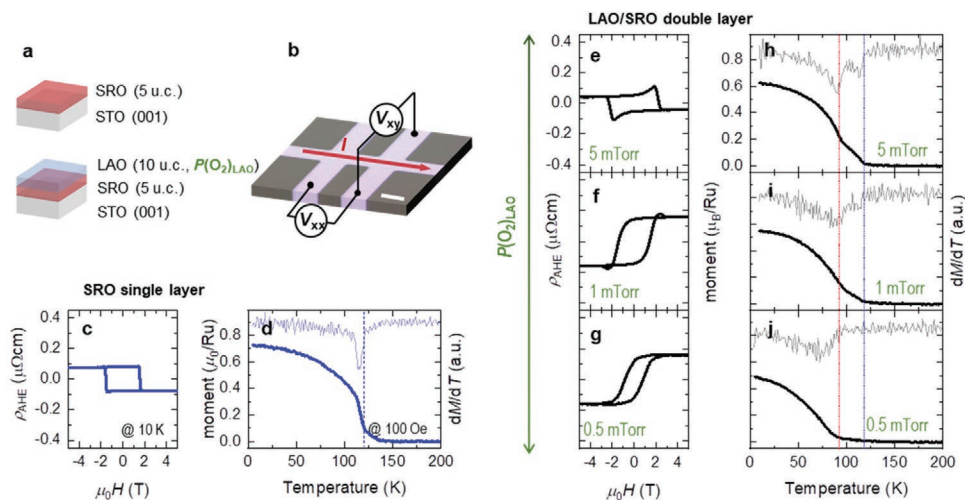 LAO/SRO double layer
a
SRO (5 u.c.)
STO (001)
LAO (10 u.c., P(O₂)LAO)
SRO (5 u.c.)
STO (001)
b
I
Vxy
Vxx
SRO single layer
c
ρAHE (μΩcm)
0.4
0.2
0.0
-0.2
-0.4
@ 10 K
-4 -2 0 2 4
μ₀H (T)
d
moment (μ₀/Ru)
0.8
0.6
0.4
0.2
0.0
@ 100 Oe
dM/dT (a.u.)
0 50 100 150 200
Temperature (K)
P(O₂)LAO
e
0.4
0.2
0.0
-0.2
-0.4
5 mTorr
f
ρAHE (μΩcm)
1 mTorr
g
0.5 mTorr
-4 -2 0 2 4
μ₀H (T)
h
0.8
0.6
0.4
0.2
0.0
5 mTorr
i
moment (μB/Ru)
1 mTorr
dM/dT (a.u.)
j
0.5 mTorr
0 50 100 150 200
Temperature (K)